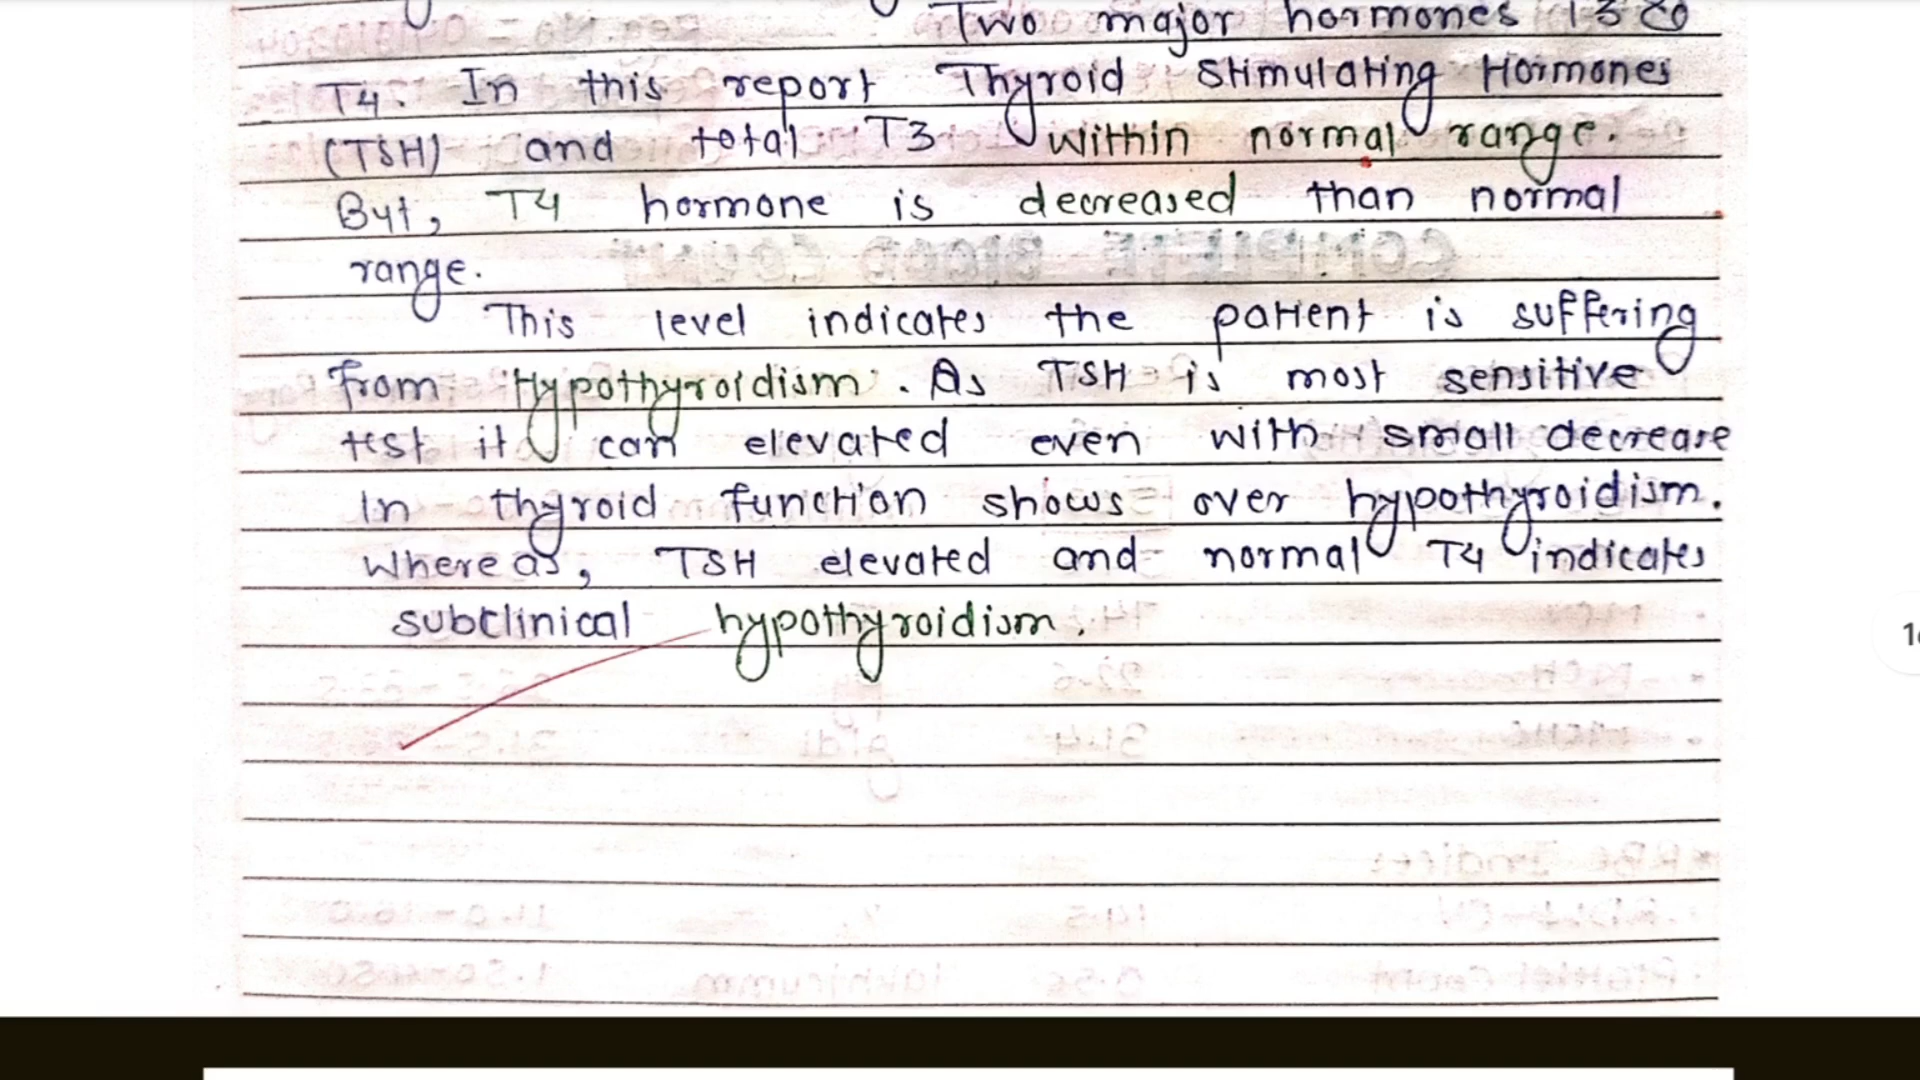 Two major hormones T3 &
T4. In this report Thyroid Stimulating Hormones
(TSH) and total T3 within normal range.
But, T4 hormone is decreased than normal
range.
This level indicates the patient is suffering
from "Hypothyroidism". As TSH is most sensitive
test it can elevated even with small decrease
In thyroid function shows over hypothyroidism.
Where as, TSH elevated and normal T4 indicates
subclinical hypothyroidism.